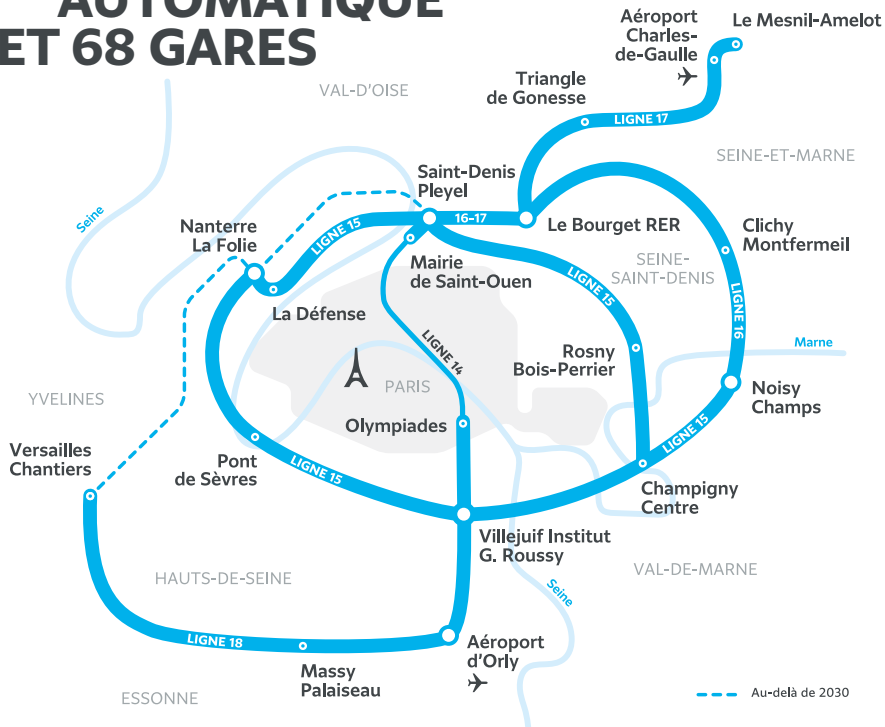 AUTOMATIQUE
ET 68 GARES
Aéroport
Charles-
de-Gaulle
Le Mesnil-Amelot
Triangle
de Gonesse
VAL-D'OISE
LIGNE 17
SEINE-ET-MARNE
Saint-Denis
Pleyel
Seine
Nanterre
La Folie
LIGNE 15
16-17
Le Bourget RER
Clichy
Montfermeil
Mairie
de Saint-Ouen
SEINE-
SAINT-DENIS
LIGNE 15
LIGNE 16
La Défense
LIGNE 14
Marne
Rosny
Bois-Perrier
PARIS
Noisy
Champs
YVELINES
Olympiades
LIGNE 15
Versailles
Chantiers
Pont
de Sèvres
LIGNE 15
Champigny
Centre
Villejuif Institut
G. Roussy
HAUTS-DE-SEINE
VAL-DE-MARNE
Seine
LIGNE 18
Aéroport
d'Orly
Massy
Palaiseau
ESSONNE
Au-delà de 2030